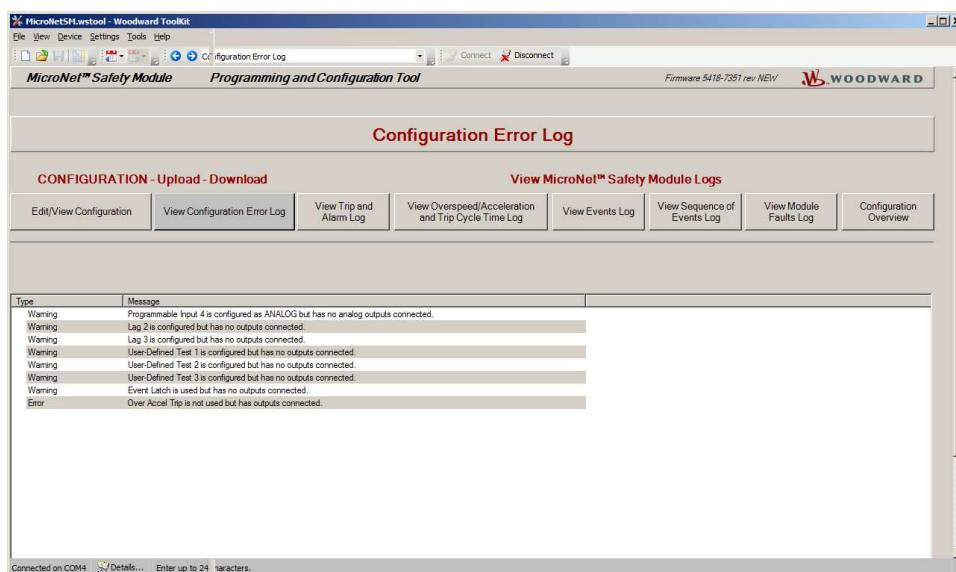 MicroNetSM.wstool - Woodward ToolKit
File View Device Settings Tools Help
Configuration Error Log
Connect Disconnect
MicroNet™ Safety Module Programming and Configuration Tool Firmware 5418-7351 rev NEW WOODWARD
Configuration Error Log
CONFIGURATION - Upload - Download View MicroNet™ Safety Module Logs
Edit/View Configuration
View Configuration Error Log
View Trip and
Alarm Log
View Overspeed/Acceleration
and Trip Cycle Time Log
View Events Log
View Sequence of
Events Log
View Module
Faults Log
Configuration
Overview
Type Message
Warning Programmable Input 4 is configured as ANALOG but has no analog outputs connected.
Warning Lag 2 is configured but has no outputs connected.
Warning Lag 3 is configured but has no outputs connected.
Warning User-Defined Test 1 is configured but has no outputs connected.
Warning User-Defined Test 2 is configured but has no outputs connected.
Warning User-Defined Test 3 is configured but has no outputs connected.
Warning Event Latch is used but has no outputs connected.
Error Over Accel Trip is not used but has outputs connected.
Connected on COM4 Details... Enter up to 24 characters.